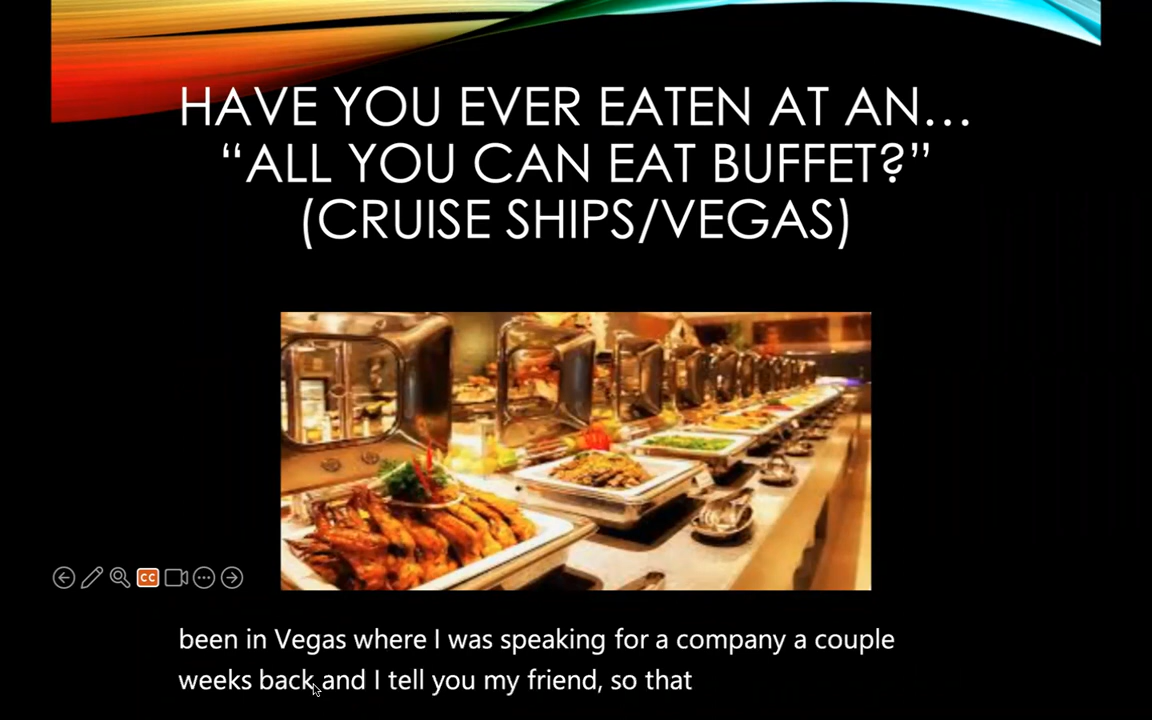 HAVE YOU EVER EATEN AT AN…
“ALL YOU CAN EAT BUFFET?”
(CRUISE SHIPS/VEGAS)
CC
been in Vegas where I was speaking for a company a couple
weeks back and I tell you my friend, so that